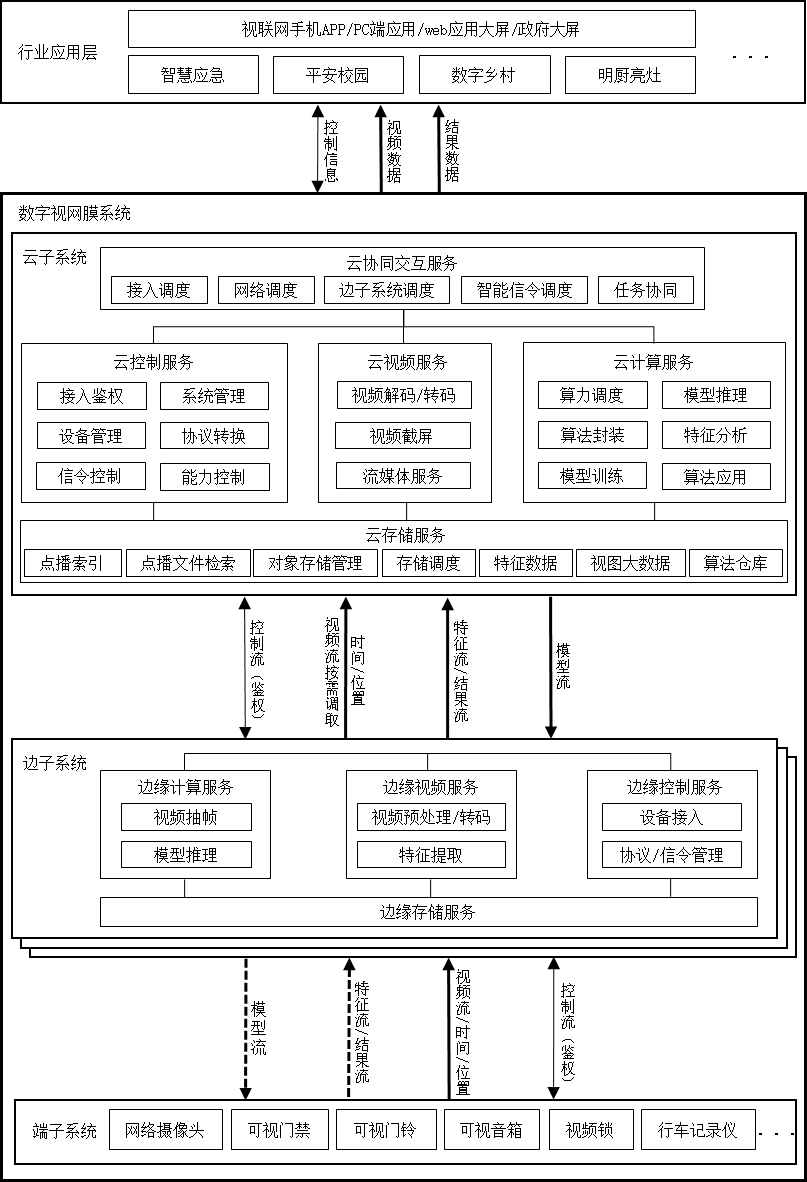 行业应用层
视联网手机APP/PC端应用/web应用大屏/政府大屏
智慧应急
平安校园
数字乡村
明厨亮灶
. . .
控制信息
视频数据
结果数据
数字视网膜系统
云子系统
云协同交互服务
接入调度
网络调度
边子系统调度
智能信令调度
任务协同
云控制服务
接入鉴权
系统管理
设备管理
协议转换
信令控制
能力控制
云视频服务
视频解码/转码
视频截屏
流媒体服务
云计算服务
算力调度
模型推理
算法封装
特征分析
模型训练
算法应用
云存储服务
点播索引
点播文件检索
对象存储管理
存储调度
特征数据
视图大数据
算法仓库
控制流（鉴权）
视频流按需调取
时间/位置
特征流/结果流
模型流
边子系统
边缘计算服务
视频抽帧
模型推理
边缘视频服务
视频预处理/转码
特征提取
边缘控制服务
设备接入
协议/信令管理
边缘存储服务
模型流
特征流/结果流
视频流/时间/位置
控制流（鉴权）
端子系统
网络摄像头
可视门禁
可视门铃
可视音箱
视频锁
行车记录仪
. . .